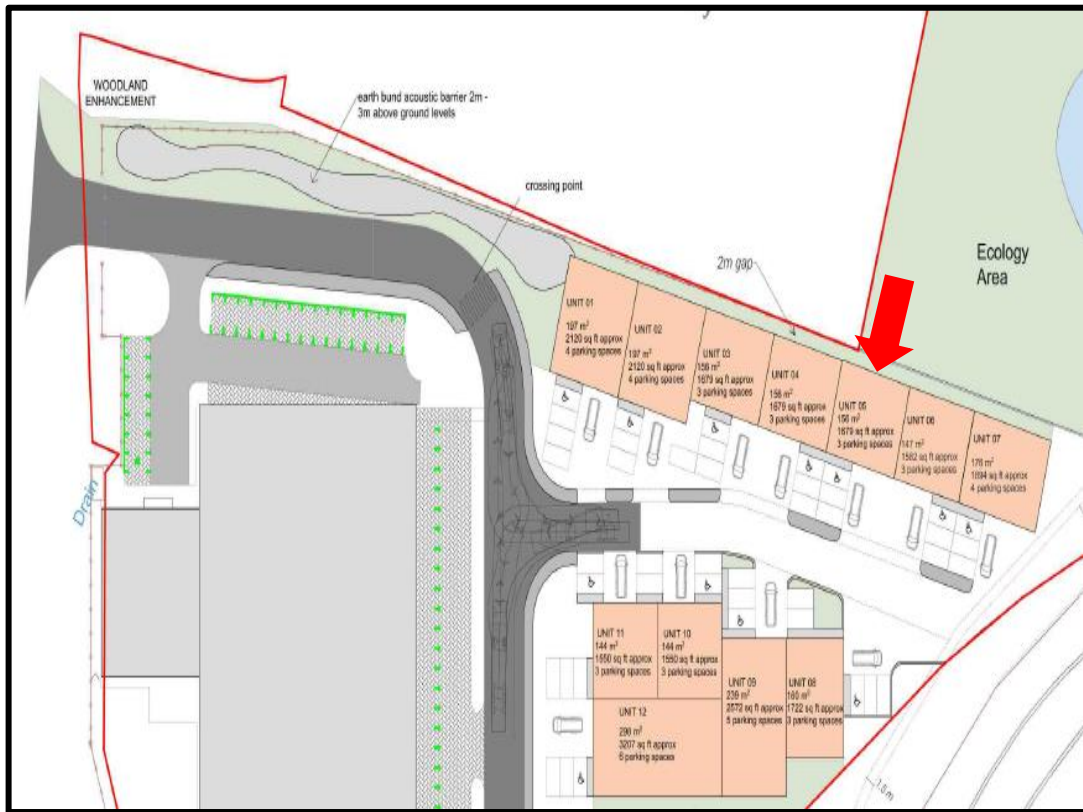 WOODLAND
ENHANCEMENT
earth bund acoustic barrier 2m -
3m above ground levels
crossing point
2m gap
Ecology
Area
Drain
UNIT 01
197 m²
2120 sq ft approx
4 parking spaces
UNIT 02
197 m²
2120 sq ft approx
4 parking spaces
UNIT 03
156 m²
1679 sq ft approx
3 parking spaces
UNIT 04
156 m²
1679 sq ft approx
3 parking spaces
UNIT 05
156 m²
1679 sq ft approx
3 parking spaces
UNIT 06
147 m²
1582 sq ft approx
3 parking spaces
UNIT 07
176 m²
1894 sq ft approx
4 parking spaces
UNIT 11
144 m²
1550 sq ft approx
3 parking spaces
UNIT 10
144 m²
1550 sq ft approx
3 parking spaces
UNIT 09
239 m²
2572 sq ft approx
5 parking spaces
UNIT 08
160 m²
1722 sq ft approx
3 parking spaces
UNIT 12
298 m²
3207 sq ft approx
6 parking spaces